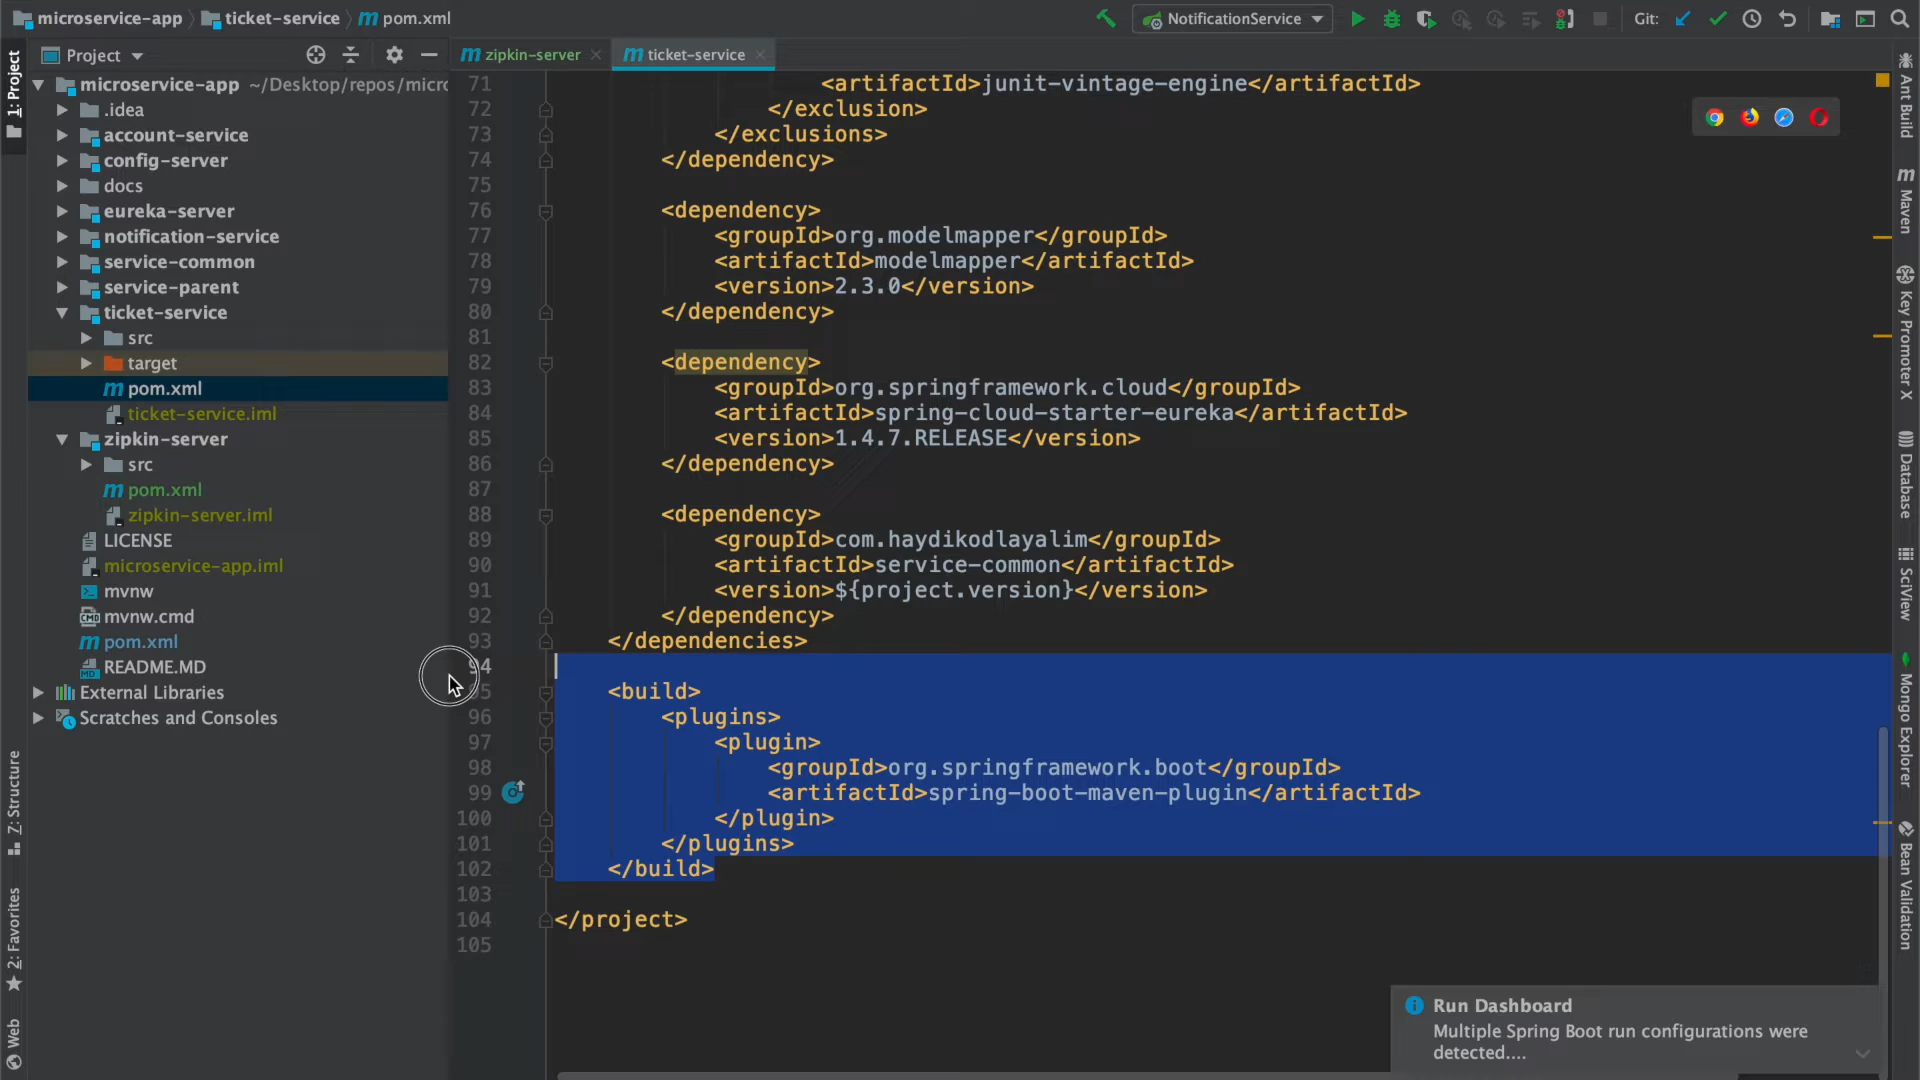 microservice-app
ticket-service
pom.xml
NotificationService
Git:
Project
zipkin-server
ticket-service
1: Project
7: Structure
2: Favorites
Web
microservice-app ~/Desktop/repos/micro
.idea
account-service
config-server
docs
eureka-server
notification-service
service-common
service-parent
ticket-service
src
target
pom.xml
ticket-service.iml
zipkin-server
src
pom.xml
zipkin-server.iml
LICENSE
microservice-app.iml
mvnw
mvnw.cmd
pom.xml
README.MD
External Libraries
Scratches and Consoles
71 <artifactId>junit-vintage-engine</artifactId>
72 </exclusion>
73 </exclusions>
74 </dependency>
75
76 <dependency>
77 <groupId>org.modelmapper</groupId>
78 <artifactId>modelmapper</artifactId>
79 <version>2.3.0</version>
80 </dependency>
81
82 <dependency>
83 <groupId>org.springframework.cloud</groupId>
84 <artifactId>spring-cloud-starter-eureka</artifactId>
85 <version>1.4.7.RELEASE</version>
86 </dependency>
87
88 <dependency>
89 <groupId>com.haydikodlayalim</groupId>
90 <artifactId>service-common</artifactId>
91 <version>${project.version}</version>
92 </dependency>
93 </dependencies>
94
95 <build>
96 <plugins>
97 <plugin>
98 <groupId>org.springframework.boot</groupId>
99 <artifactId>spring-boot-maven-plugin</artifactId>
100 </plugin>
101 </plugins>
102 </build>
103
104 </project>
105
Ant Build
Maven
Key Promoter X
Database
SciView
Mongo Explorer
Bean Validation
Run Dashboard
Multiple Spring Boot run configurations were
detected....